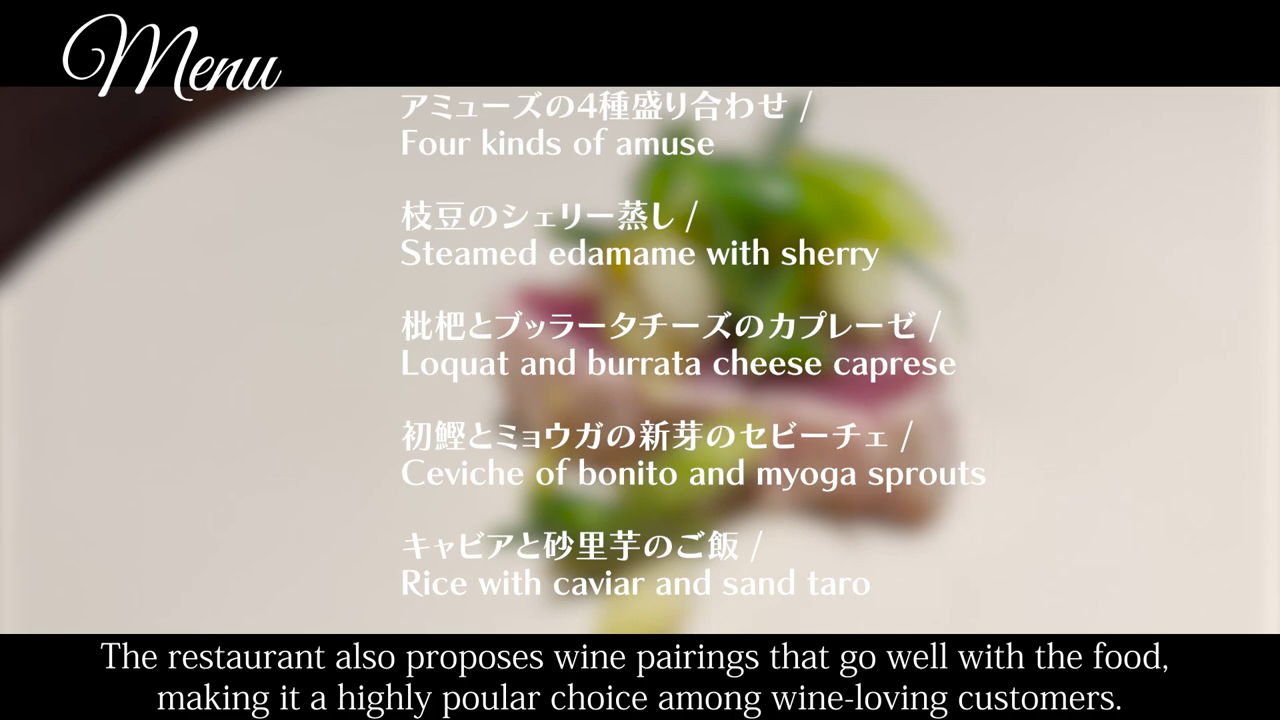 Menu
アミューズの4種盛り合わせ /
Four kinds of amuse
枝豆のシェリー蒸し /
Steamed edamame with sherry
枇杷とブッラータチーズのカプレーゼ /
Loquat and burrata cheese caprese
初鰹とミョウガの新芽のセビーチェ /
Ceviche of bonito and myoga sprouts
キャビアと砂里芋のご飯 /
Rice with caviar and sand taro
The restaurant also proposes wine pairings that go well with the food,
making it a highly poular choice among wine-loving customers.